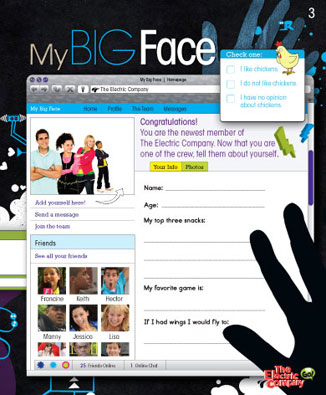 3
My BIG Face
Check one:
I like chickens.
I do not like chickens.
I have no opinion
about chickens.
My Big Face | Homepage
The Electric Company
My Big Face
Home
Profile
The Team
Messages
Congratulations!
You are the newest member of
The Electric Company. Now that you are
one of the crew, tell them about yourself.
Your Info
Photos
Add yourself here!
Send a message
Join the team
Friends
See all your friends
Francine
Keith
Hector
Manny
Jessica
Lisa
Name:
Age:
My top three snacks:
My favorite game is:
If I had wings I would fly to:
25 Friends Online
1 Online Chat
The
Electric
Company